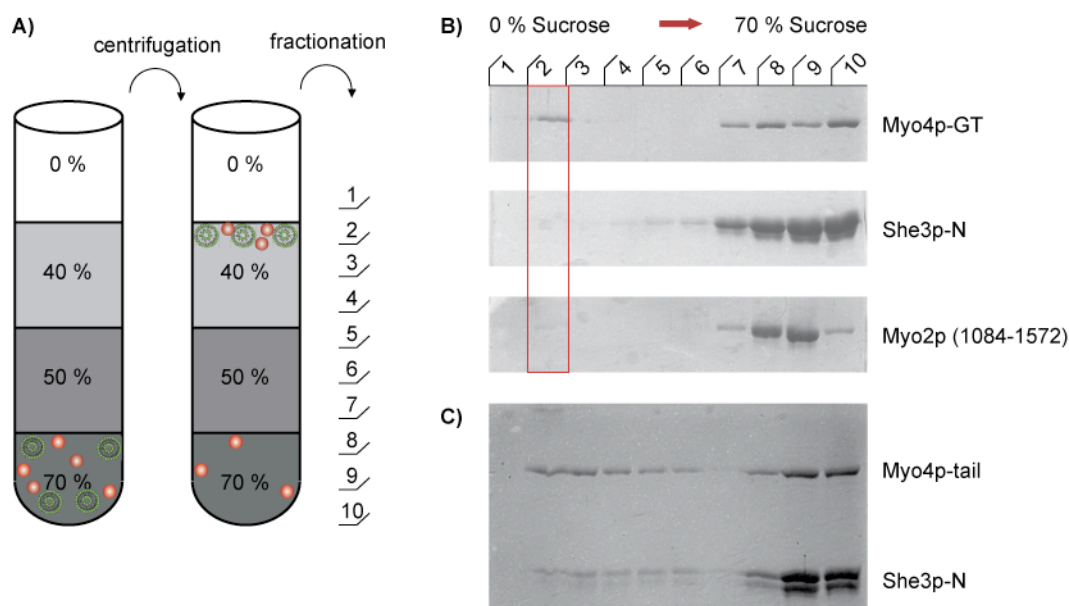 A)
centrifugation
fractionation
0 %
40 %
50 %
70 %
0 %
40 %
50 %
70 %
1
2
3
4
5
6
7
8
9
10
B)
0 % Sucrose
70 % Sucrose
1 2 3 4 5 6 7 8 9 10
Myo4p-GT
She3p-N
Myo2p (1084-1572)
C)
Myo4p-tail
She3p-N